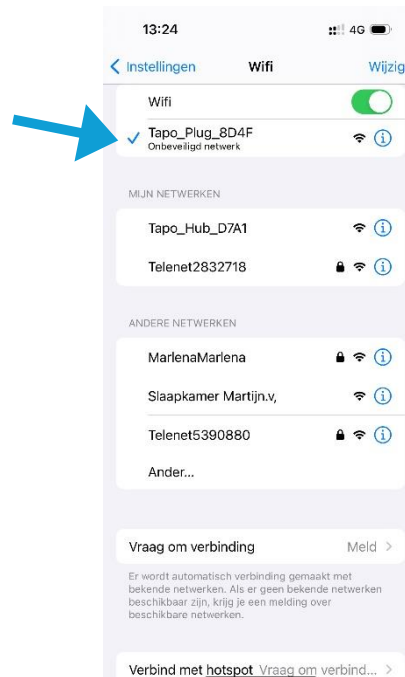 13:24 4G
Instellingen Wifi Wijzig
Wifi
Tapo_Plug_8D4F
Onbeveiligd netwerk
MIJN NETWERKEN
Tapo_Hub_D7A1
Telenet2832718
ANDERE NETWERKEN
MarlenaMarlena
Slaapkamer Martijn.v,
Telenet5390880
Ander...
Vraag om verbinding Meld
Er wordt automatisch verbinding gemaakt met
bekende netwerken. Als er geen bekende netwerken
beschikbaar zijn, krijg je een melding over
beschikbare netwerken.
Verbind met hotspot Vraag om verbind...